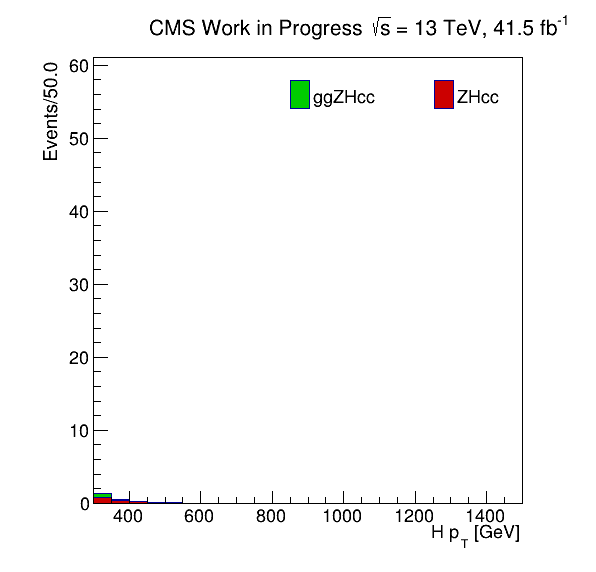 CMS Work in Progress √s = 13 TeV, 41.5 fb⁻¹
Events/50.0
60
50
40
30
20
10
0
ggZHcc
ZHcc
400 600 800 1000 1200 1400
H p_T [GeV]